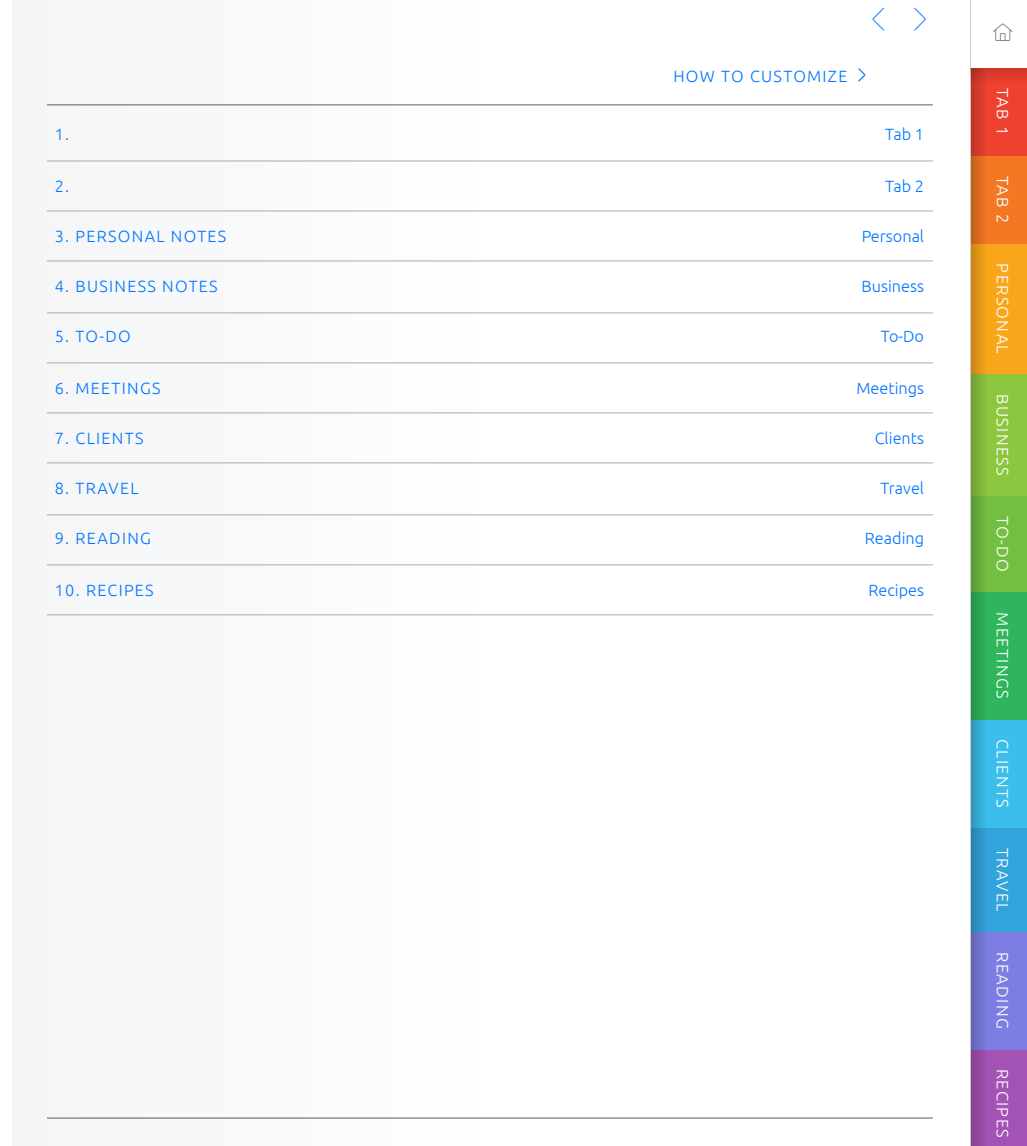 HOW TO CUSTOMIZE
1. Tab 1
2. Tab 2
3. PERSONAL NOTES Personal
4. BUSINESS NOTES Business
5. TO-DO To-Do
6. MEETINGS Meetings
7. CLIENTS Clients
8. TRAVEL Travel
9. READING Reading
10. RECIPES Recipes
TAB 1
TAB 2
PERSONAL
BUSINESS
TO-DO
MEETINGS
CLIENTS
TRAVEL
READING
RECIPES